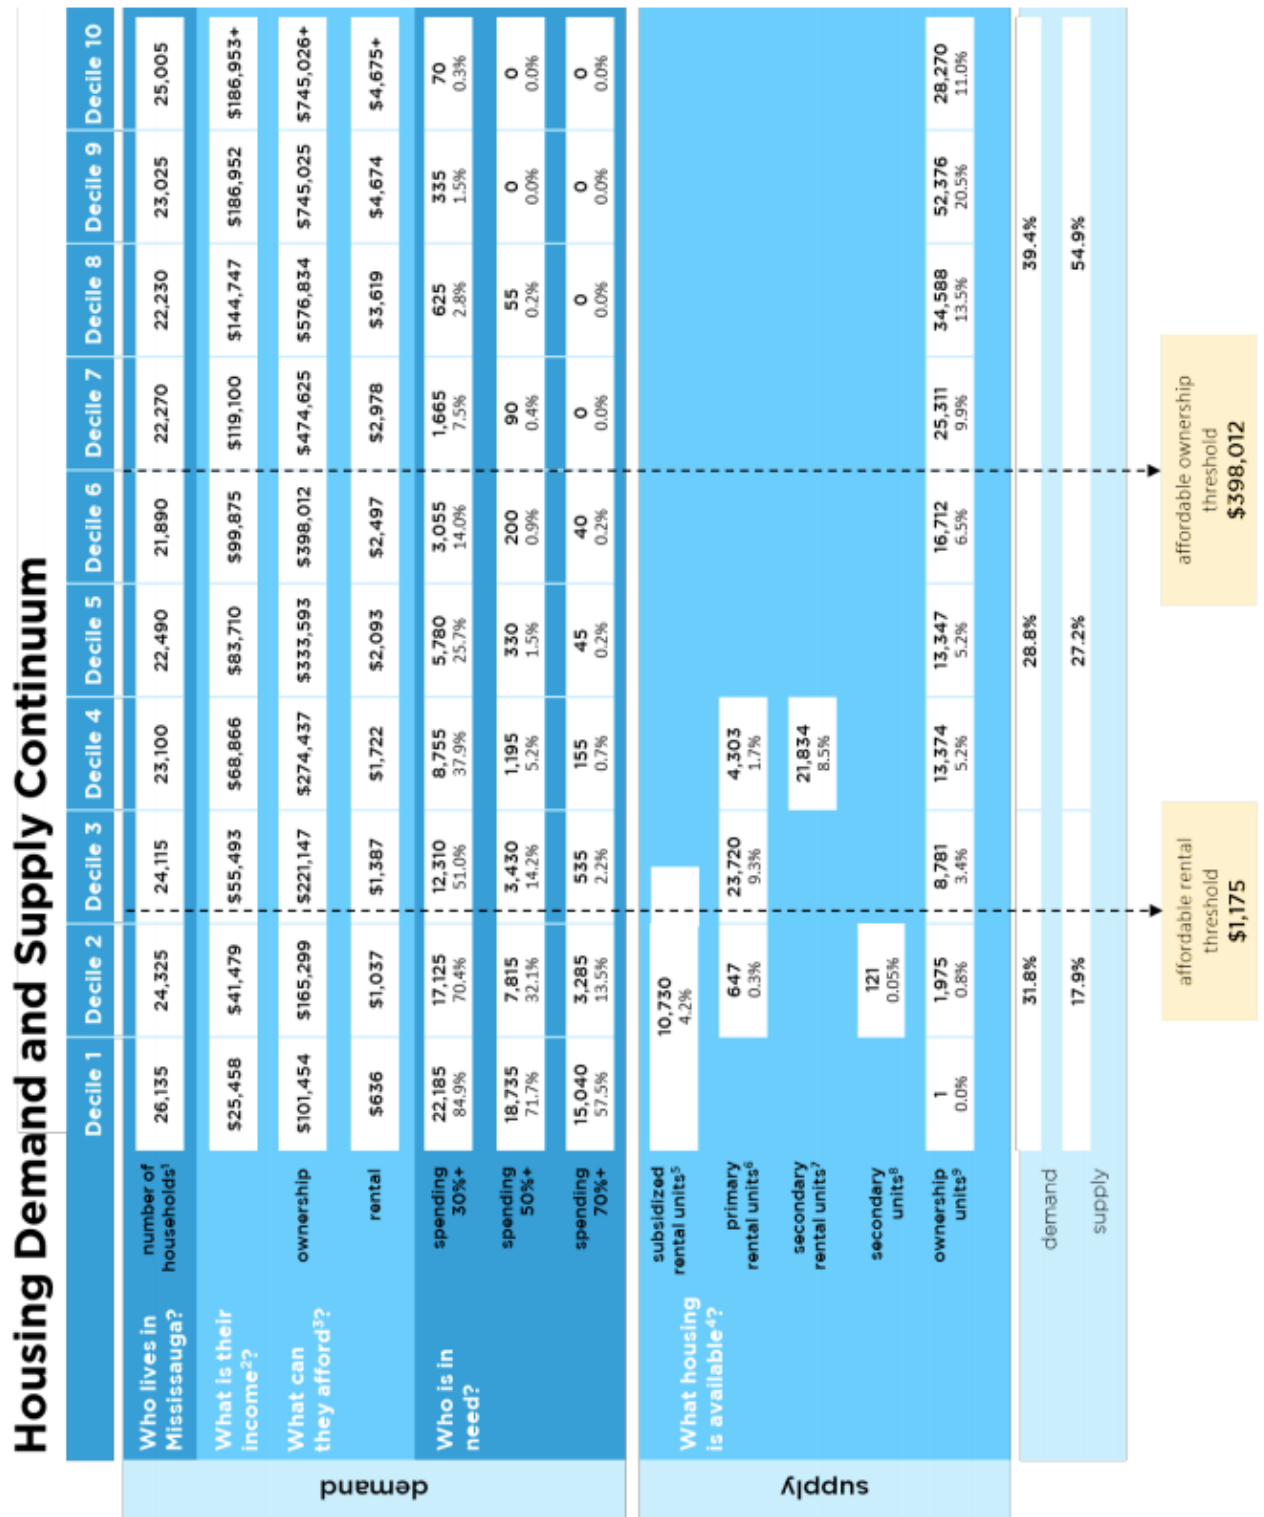 Housing Demand and Supply Continuum
Decile 1 Decile 2 Decile 3 Decile 4 Decile 5 Decile 6 Decile 7 Decile 8 Decile 9 Decile 10
demand
Who lives in
Mississauga?
number of
households¹
26,135 24,325 24,115 23,100 22,490 21,890 22,270 22,230 23,025 25,005
What is their
income²?
$25,458 $41,479 $55,493 $68,866 $83,710 $99,875 $119,100 $144,747 $186,952 $186,953+
What can
they afford³?
ownership
$101,454 $165,299 $221,147 $274,437 $333,593 $398,012 $474,625 $576,834 $745,025 $745,026+
rental
$636 $1,037 $1,387 $1,722 $2,093 $2,497 $2,978 $3,619 $4,674 $4,675+
Who is in
need?
spending
30%+
22,185 17,125 12,310 8,755 5,780 3,055 1,665 625 335 70
84.9% 70.4% 51.0% 37.9% 25.7% 14.0% 7.5% 2.8% 1.5% 0.3%
spending
50%+
18,735 7,815 3,430 1,195 330 200 90 55 0 0
71.7% 32.1% 14.2% 5.2% 1.5% 0.9% 0.4% 0.2% 0.0% 0.0%
spending
70%+
15,040 3,285 535 155 45 40 0 0 0 0
57.5% 13.5% 2.2% 0.7% 0.2% 0.2% 0.0% 0.0% 0.0% 0.0%
supply
What housing
is available⁴?
subsidized
rental units⁵
10,730
4.2%
primary
rental units⁶
647 23,720 4,303
0.3% 9.3% 1.7%
secondary
rental units⁷
21,834
8.5%
secondary
units⁸
121
0.05%
ownership
units⁹
1 1,975 8,781 13,374 13,347 16,712 25,311 34,588 52,376 28,270
0.0% 0.8% 3.4% 5.2% 5.2% 6.5% 9.9% 13.5% 20.5% 11.0%
demand 31.8% 28.8% 39.4%
supply 17.9% 27.2% 54.9%
affordable rental
threshold
$1,175
affordable ownership
threshold
$398,012